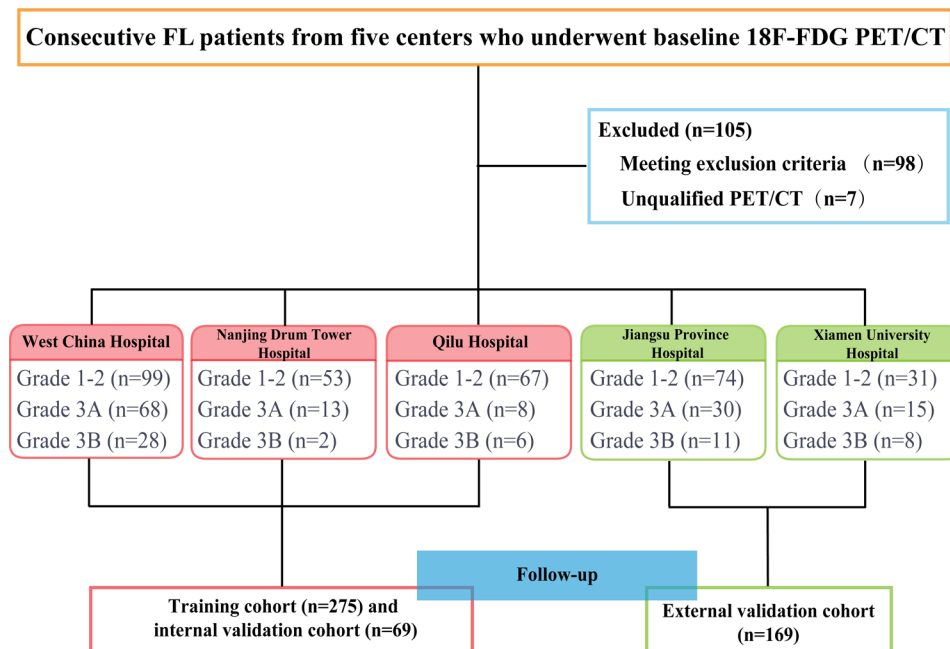 Consecutive FL patients from five centers who underwent baseline 18F-FDG PET/CT
Excluded (n=105)
Meeting exclusion criteria （n=98）
Unqualified PET/CT（n=7）
West China Hospital
Grade 1-2 (n=99)
Grade 3A (n=68)
Grade 3B (n=28)
Nanjing Drum Tower
Hospital
Grade 1-2 (n=53)
Grade 3A (n=13)
Grade 3B (n=2)
Qilu Hospital
Grade 1-2 (n=67)
Grade 3A (n=8)
Grade 3B (n=6)
Jiangsu Province
Hospital
Grade 1-2 (n=74)
Grade 3A (n=30)
Grade 3B (n=11)
Xiamen University
Hospital
Grade 1-2 (n=31)
Grade 3A (n=15)
Grade 3B (n=8)
Follow-up
Training cohort (n=275) and
internal validation cohort (n=69)
External validation cohort
(n=169)